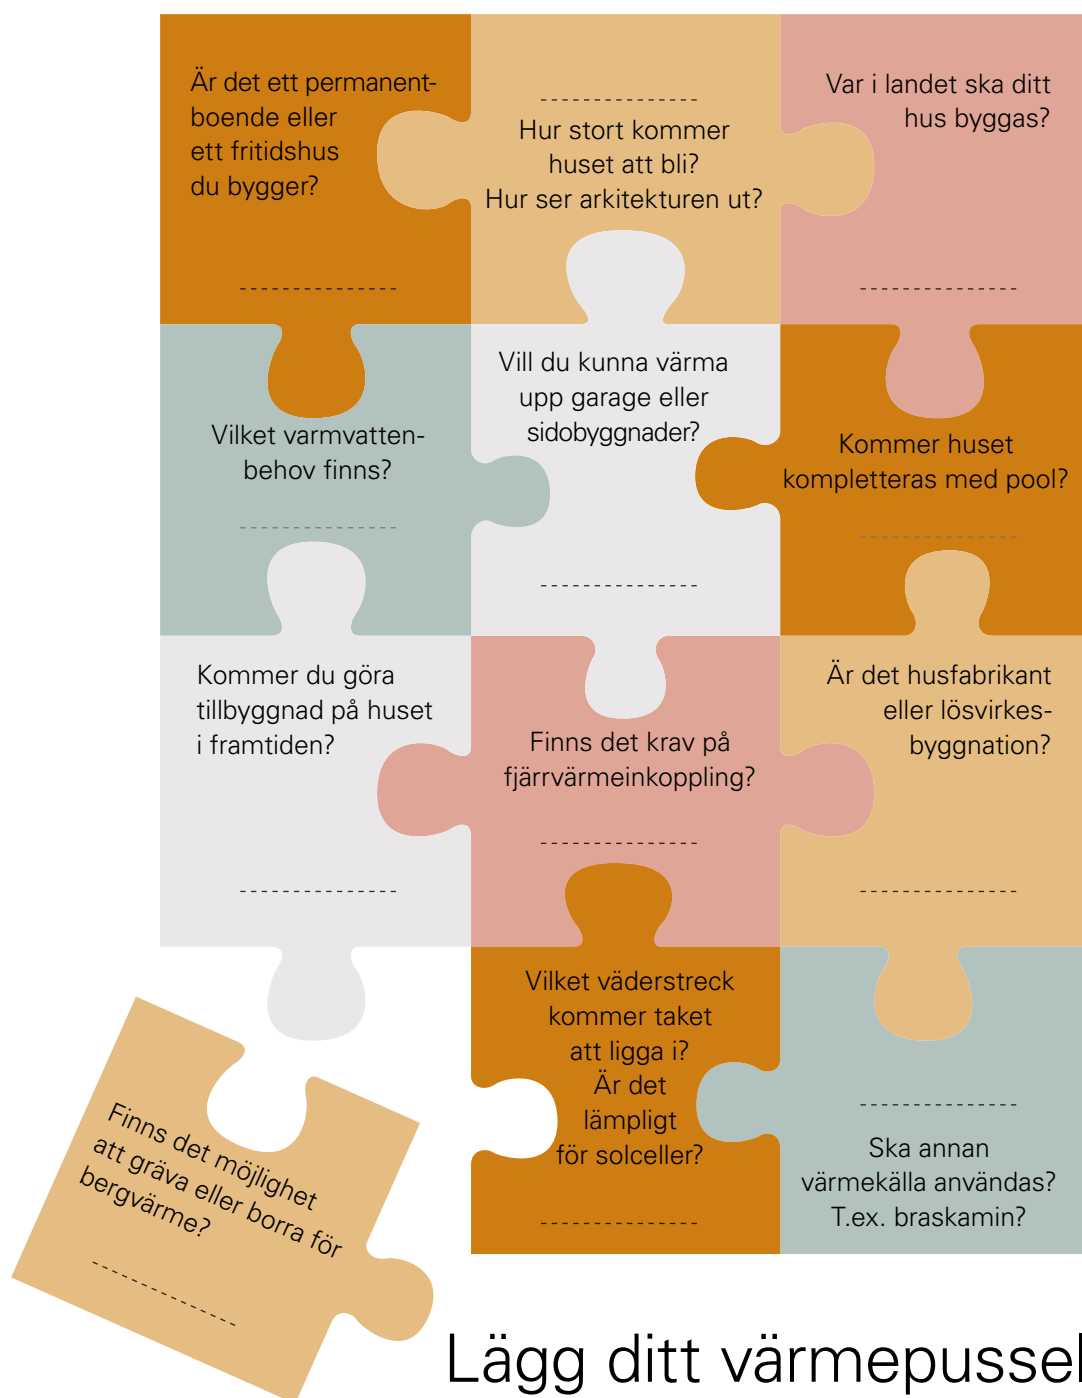 Är det ett permanent-
boende eller
ett fritidshus
du bygger?
Hur stort kommer
huset att bli?
Hur ser arkitekturen ut?
Var i landet ska ditt
hus byggas?
Vilket varmvatten-
behov finns?
Vill du kunna värma
upp garage eller
sidobyggnader?
Kommer huset
kompletteras med pool?
Kommer du göra
tillbyggnad på huset
i framtiden?
Finns det krav på
fjärrvärmeinkoppling?
Är det husfabrikant
eller lösvirkes-
byggnation?
Finns det möjlighet
att gräva eller borra för
bergvärme?
Vilket väderstreck
kommer taket
att ligga i?
Är det
lämpligt
för solceller?
Ska annan
värmekälla användas?
T.ex. braskamin?
Lägg ditt värmepussel